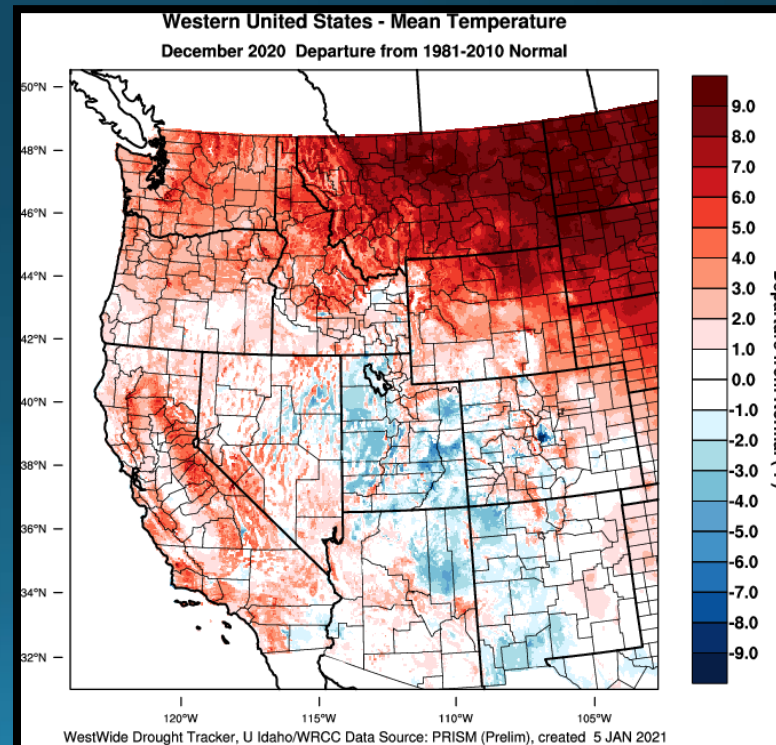 Western United States - Mean Temperature
December 2020 Departure from 1981-2010 Normal
50°N
48°N
46°N
44°N
42°N
40°N
38°N
36°N
34°N
32°N
120°W
115°W
110°W
105°W
9.0
8.0
7.0
6.0
5.0
4.0
3.0
2.0
1.0
0.0
-1.0
-2.0
-3.0
-4.0
-5.0
-6.0
-7.0
-8.0
-9.0
WestWide Drought Tracker, U Idaho/WRCC Data Source: PRISM (Prelim), created 5 JAN 2021